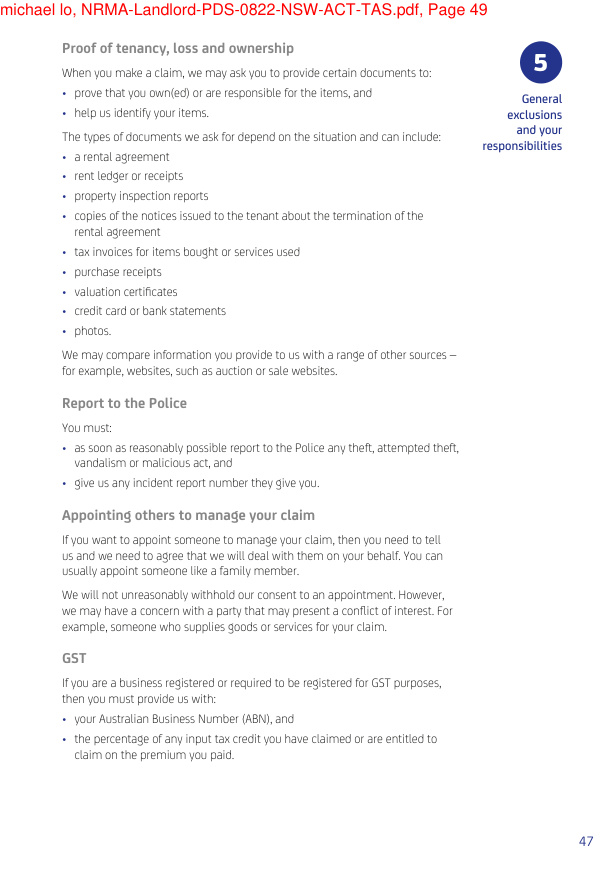 michael lo, NRMA-Landlord-PDS-0822-NSW-ACT-TAS.pdf, Page 49
5
General
exclusions
and your
responsibilities
Proof of tenancy, loss and ownership
When you make a claim, we may ask you to provide certain documents to:
• prove that you own(ed) or are responsible for the items, and
• help us identify your items.
The types of documents we ask for depend on the situation and can include:
• a rental agreement
• rent ledger or receipts
• property inspection reports
• copies of the notices issued to the tenant about the termination of the
rental agreement
• tax invoices for items bought or services used
• purchase receipts
• valuation certificates
• credit card or bank statements
• photos.
We may compare information you provide to us with a range of other sources –
for example, websites, such as auction or sale websites.
Report to the Police
You must:
• as soon as reasonably possible report to the Police any theft, attempted theft,
vandalism or malicious act, and
• give us any incident report number they give you.
Appointing others to manage your claim
If you want to appoint someone to manage your claim, then you need to tell
us and we need to agree that we will deal with them on your behalf. You can
usually appoint someone like a family member.
We will not unreasonably withhold our consent to an appointment. However,
we may have a concern with a party that may present a conflict of interest. For
example, someone who supplies goods or services for your claim.
GST
If you are a business registered or required to be registered for GST purposes,
then you must provide us with:
• your Australian Business Number (ABN), and
• the percentage of any input tax credit you have claimed or are entitled to
claim on the premium you paid.
47